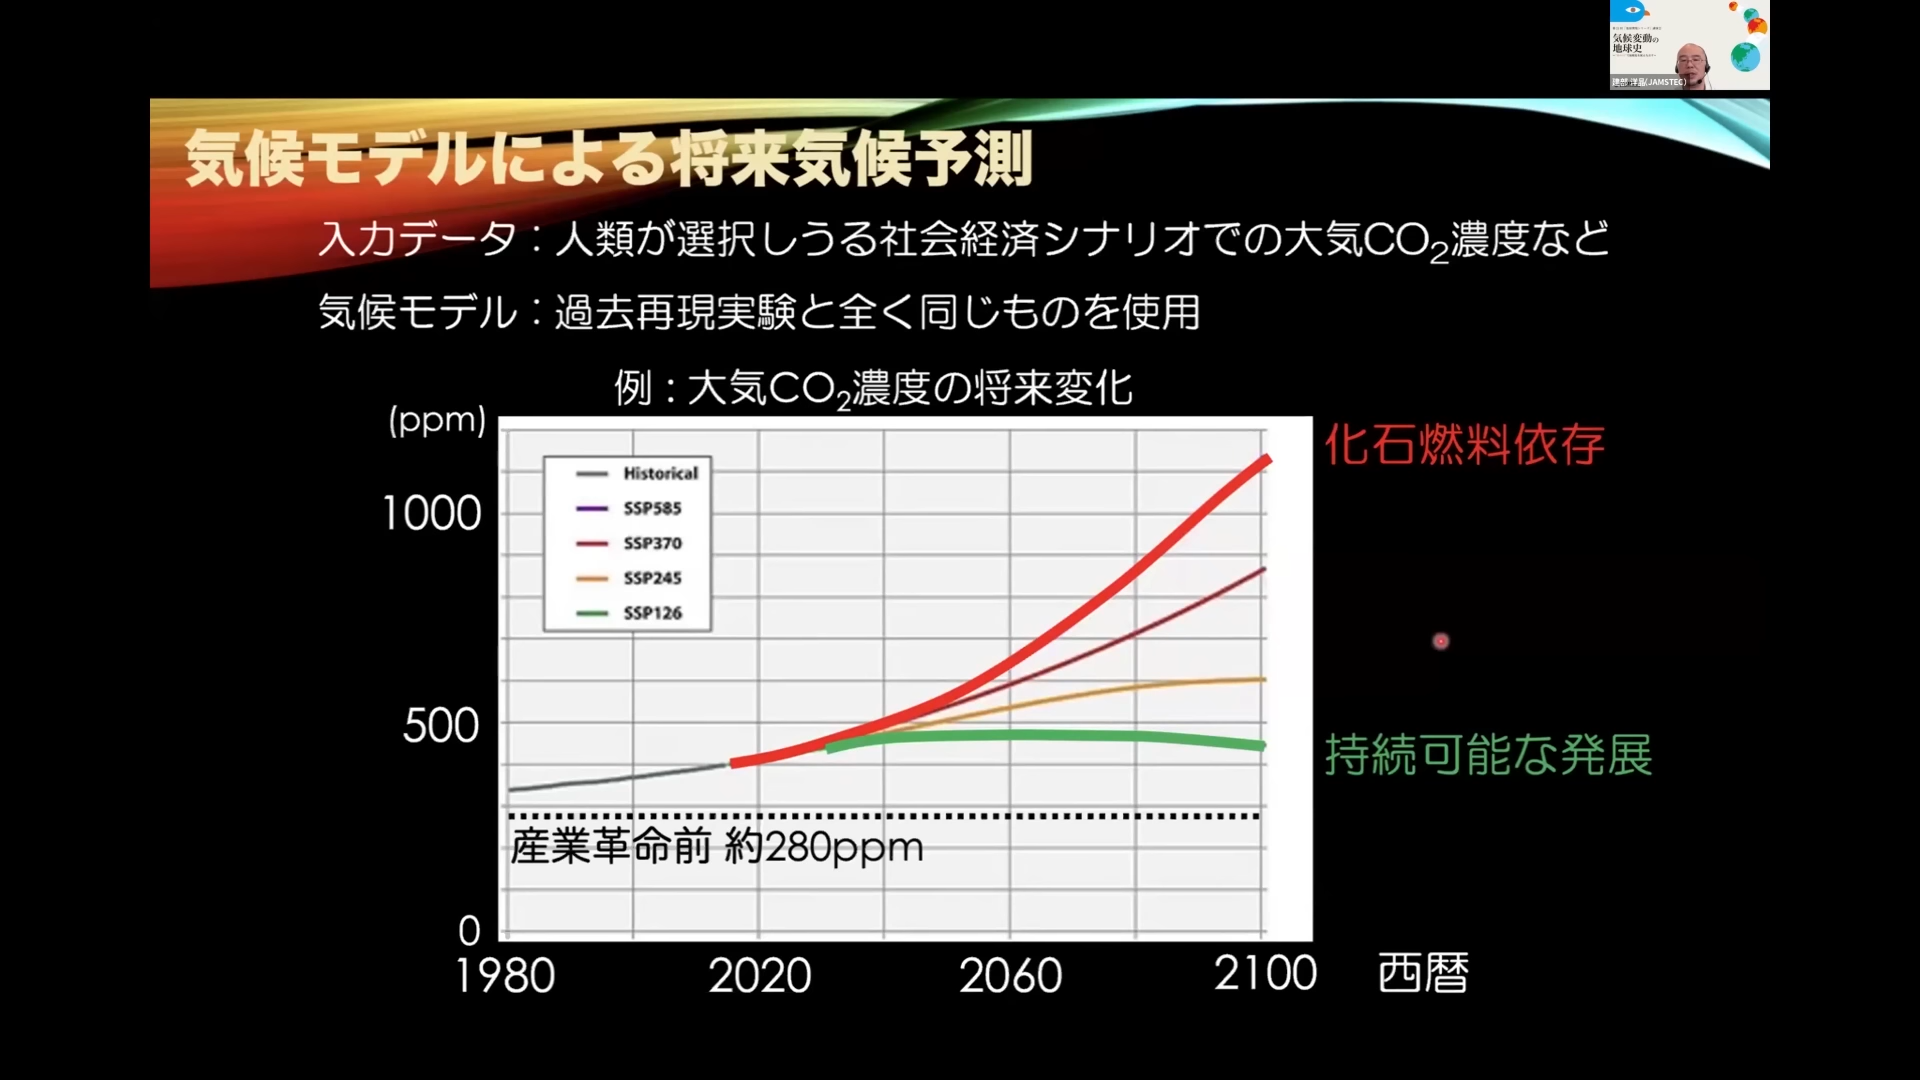 気候変動の
地球史
建部 洋晶(JAMSTEC)
気候モデルによる将来気候予測
入力データ：人類が選択しうる社会経済シナリオでの大気CO₂濃度など
気候モデル：過去再現実験と全く同じものを使用
例：大気CO₂濃度の将来変化
(ppm)
1000
500
0
Historical
SSP585
SSP370
SSP245
SSP126
化石燃料依存
持続可能な発展
産業革命前 約280ppm
1980
2020
2060
2100
西暦